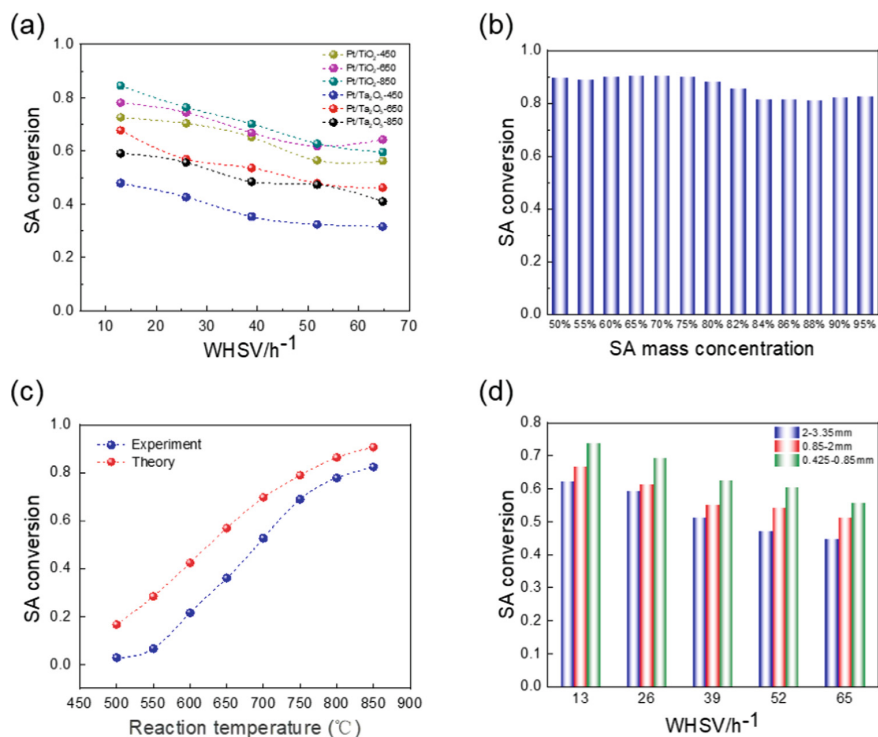 (a)
SA conversion
1.0
0.8
0.6
0.4
0.2
0.0
10 20 30 40 50 60 70
WHSV/h⁻¹
Pt/TiO₂-450
Pt/TiO₂-650
Pt/TiO₂-850
Pt/Ta₂O₅-450
Pt/Ta₂O₅-650
Pt/Ta₂O₅-850
(b)
SA conversion
1.0
0.8
0.6
0.4
0.2
0.0
50% 55% 60% 65% 70% 75% 80% 82% 84% 86% 88% 90% 95%
SA mass concentration
(c)
SA conversion
1.0
0.8
0.6
0.4
0.2
0.0
450 500 550 600 650 700 750 800 850 900
Reaction temperature (℃)
Experiment
Theory
(d)
SA conversion
0.8
0.7
0.6
0.5
0.4
0.3
0.2
0.1
0.0
13 26 39 52 65
WHSV/h⁻¹
2-3.35mm
0.85-2mm
0.425-0.85mm